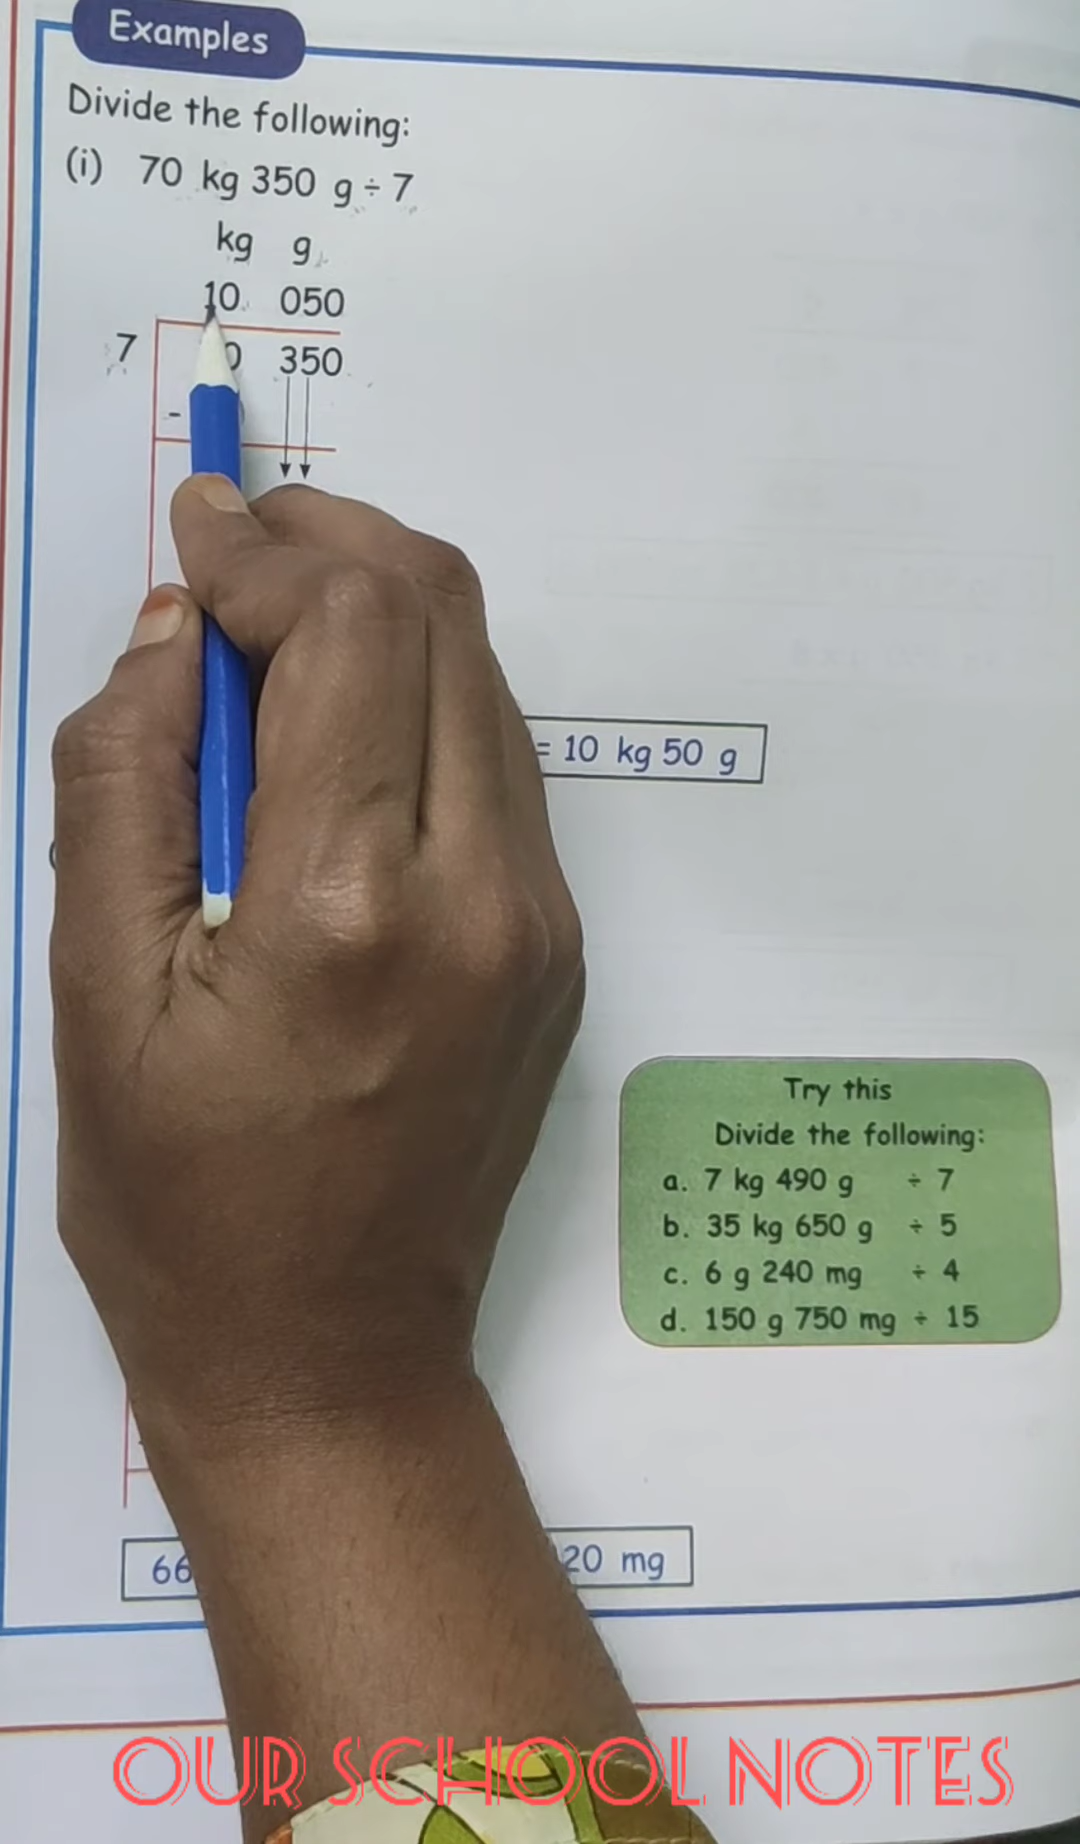 Examples
Divide the following:
(i) 70 kg 350 g ÷ 7
kg g
10 050
7 0 350
-
= 10 kg 50 g
Try this
Divide the following:
a. 7 kg 490 g ÷ 7
b. 35 kg 650 g ÷ 5
c. 6 g 240 mg ÷ 4
d. 150 g 750 mg ÷ 15
66
20 mg
OUR SCHOOL NOTES